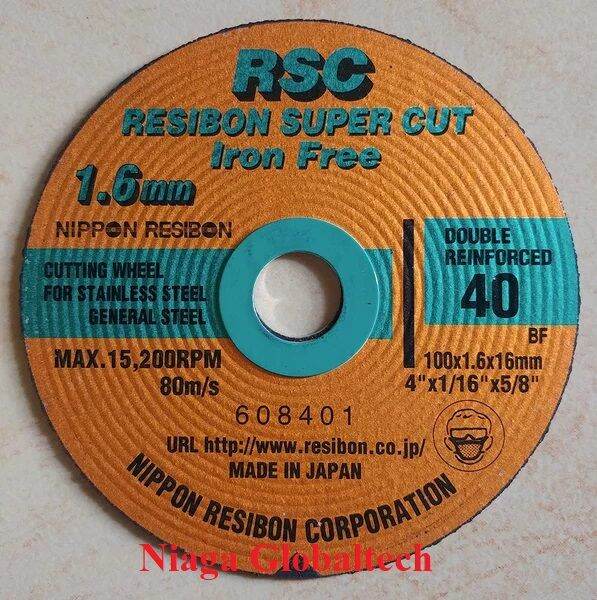 RSC
RESIBON SUPER CUT
Iron Free
1.6mm
NIPPON RESIBON
CUTTING WHEEL
FOR STAINLESS STEEL
GENERAL STEEL
MAX.15,200RPM
80m/s
DOUBLE
REINFORCED
40
BF
100x1.6x16mm
4"x1/16"x5/8"
608401
URL http://www.resibon.co.jp/
MADE IN JAPAN
NIPPON RESIBON CORPORATION
Niaga Globaltech